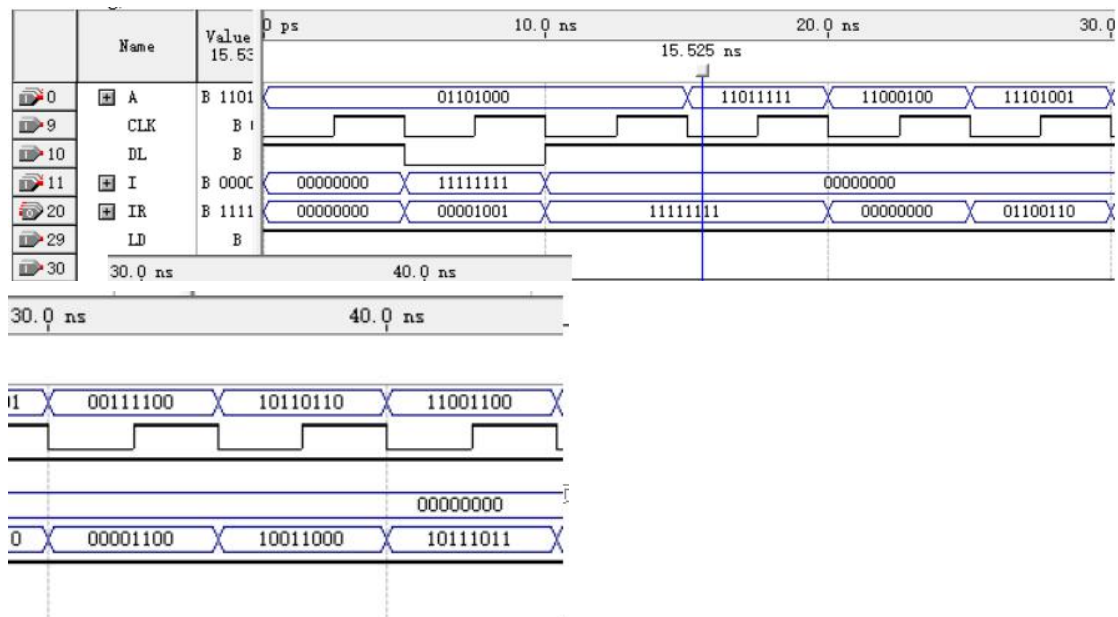 0 ps 10.0 ns 20.0 ns 30.0
Name Value
15.53
15.525 ns
0 A B 1101 01101000 11011111 11000100 11101001
9 CLK B
10 DL B
11 I B 0000 00000000 11111111 00000000
20 IR B 1111 00000000 00001001 11111111 00000000 01100110
29 LD B
30
30.0 ns 40.0 ns
30.0 ns 40.0 ns
00111100 10110110 11001100
00000000
0 00001100 10011000 10111011